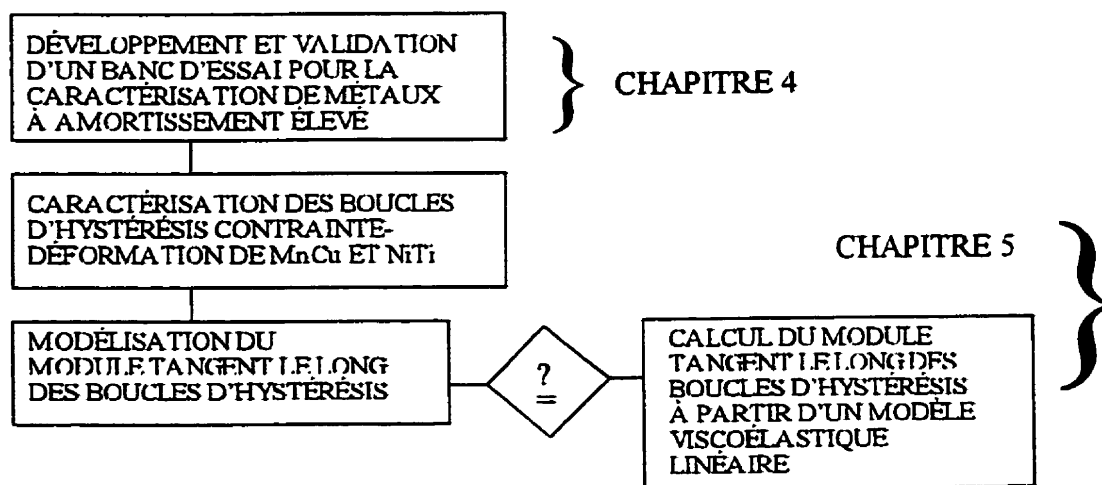 DÉVELOPPEMENT ET VALIDATION
D'UN BANC D'ESSAI POUR LA
CARACTÉRISATION DE MÉTAUX
À AMORTISSEMENT ÉLEVÉ
CHAPITRE 4
CARACTÉRISATION DES BOUCLES
D'HYSTÉRÉSIS CONTRAINTE-
DÉFORMATION DE MnCu ET NiTi
CHAPITRE 5
MODÉLISATION DU
MODULE TANGENT LE LONG
DES BOUCLES D'HYSTÉRÉSIS
?
=
CALCUL DU MODULE
TANGENT LE LONG DES
BOUCLES D'HYSTÉRÉSIS
À PARTIR D'UN MODÈLE
VISCOÉLASTIQUE
LINÉAIRE